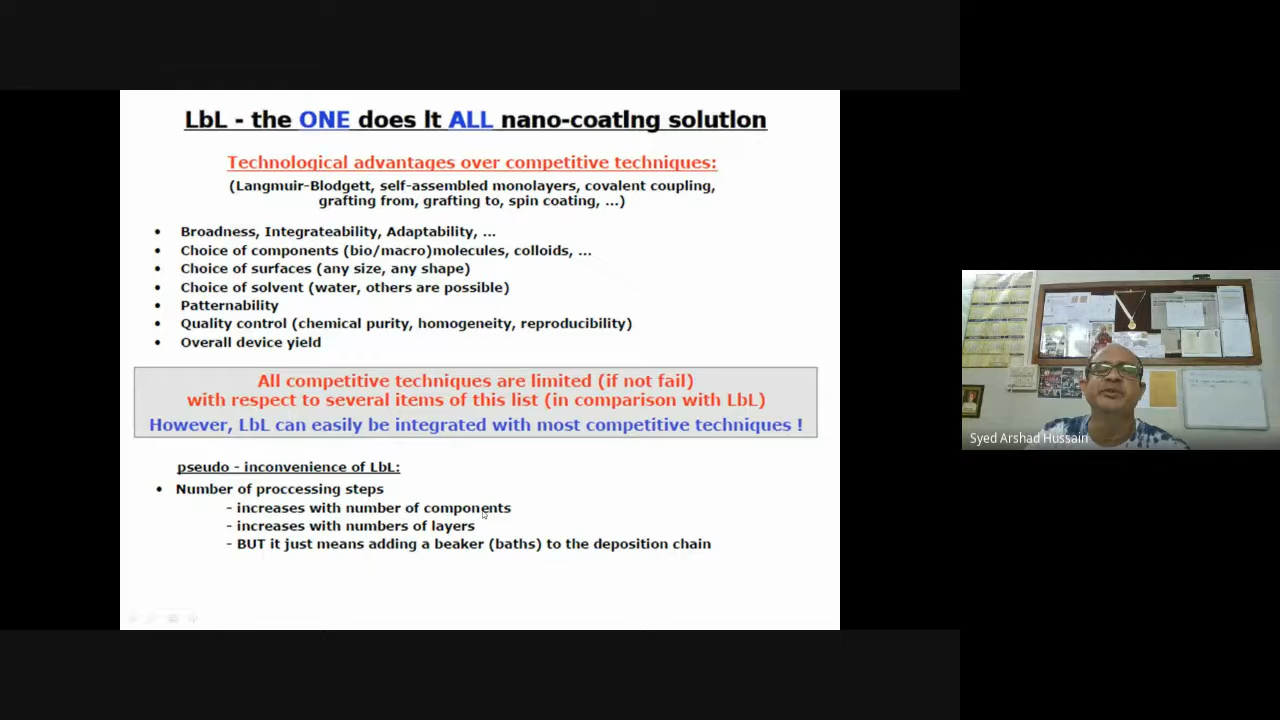 LbL - the ONE does it ALL nano-coating solution
Technological advantages over competitive techniques:
(Langmuir-Blodgett, self-assembled monolayers, covalent coupling,
grafting from, grafting to, spin coating, ...)
• Broadness, Integrateability, Adaptability, ...
• Choice of components (bio/macro)molecules, colloids, ...
• Choice of surfaces (any size, any shape)
• Choice of solvent (water, others are possible)
• Patternability
• Quality control (chemical purity, homogeneity, reproducibility)
• Overall device yield
All competitive techniques are limited (if not fail)
with respect to several items of this list (in comparison with LbL)
However, LbL can easily be integrated with most competitive techniques !
pseudo - inconvenience of LbL:
• Number of proccessing steps
- increases with number of components
- increases with numbers of layers
- BUT it just means adding a beaker (baths) to the deposition chain
Syed Arshad Hussain